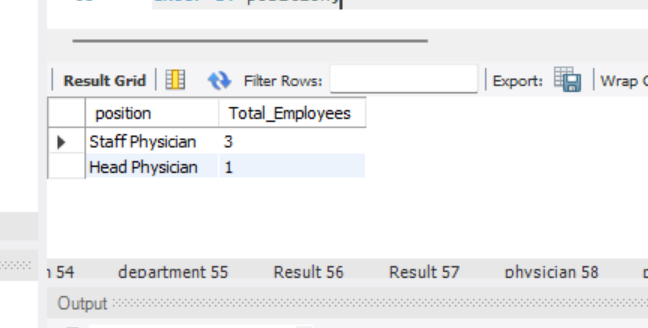 Result Grid Filter Rows: Export: Wrap C
position Total_Employees
Staff Physician 3
Head Physician 1
54 department 55 Result 56 Result 57 physician 58
Output